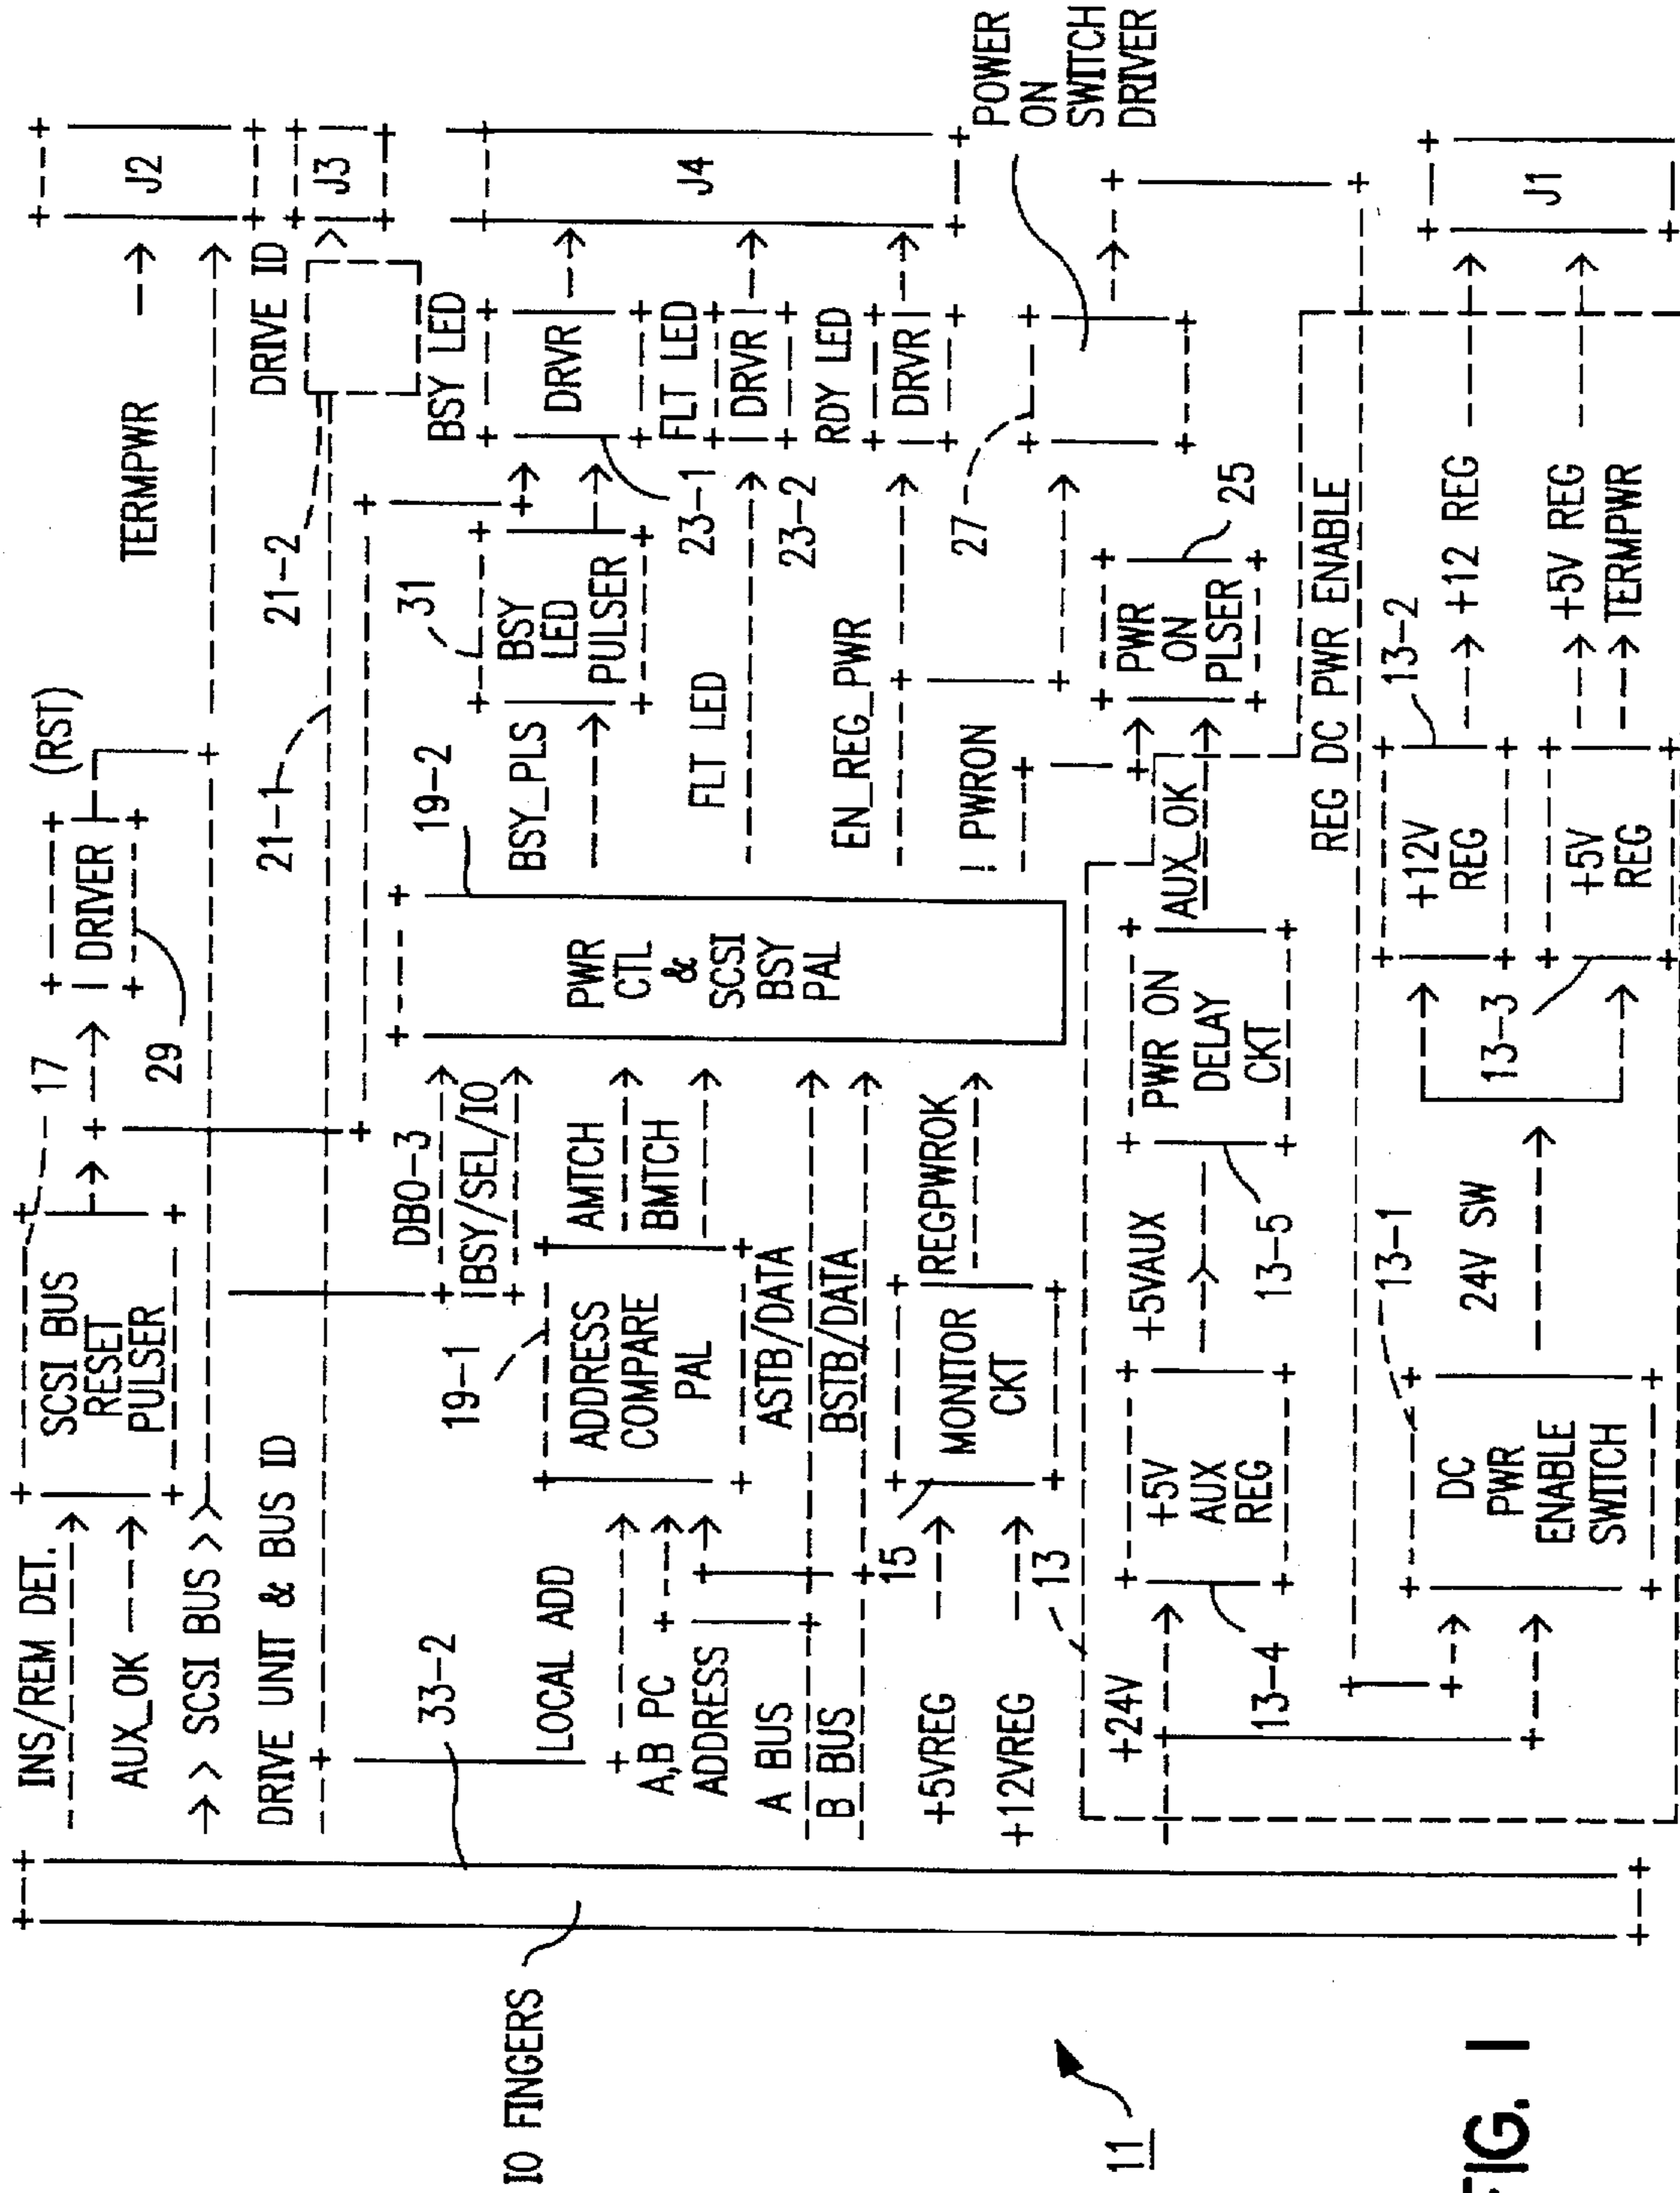 INS/REM DET.
AUX_OK
SCSI BUS
RESET
PULSER
17
29
DRIVER
(RST)
TERMPWR
J2
>> SCSI BUS >>
DRIVE UNIT & BUS ID
21-1
21-2
DRIVE ID
J3
IO FINGERS
33-2
LOCAL ADD
A,B PC
ADDRESS
A BUS
B BUS
19-1
ADDRESS
COMPARE
PAL
DB0-3
BSY/SEL/IO
AMTCH
BMTCH
ASTB/DATA
BSTB/DATA
19-2
PWR
CTL
&
SCSI
BSY
PAL
BSY_PLS
31
BSY
LED
PULSER
BSY LED
DRVR
23-1
FLT LED
FLT LED
DRVR
23-2
RDY LED
DRVR
J4
EN_REG_PWR
! PWRON
27
POWER
ON
SWITCH
DRIVER
+5VREG
+12VREG
15
MONITOR
CKT
REGPWROK
13
+24V
13-4
+5V
AUX
REG
+5VAUX
13-5
PWR ON
DELAY
CKT
AUX_OK
PWR
ON
PLSER
25
REG DC PWR ENABLE
13-1
DC
PWR
ENABLE
SWITCH
24V SW
13-3
+12V
REG
+5V
REG
13-2
+12 REG
+5V REG
TERMPWR
J1
11
FIG. 1